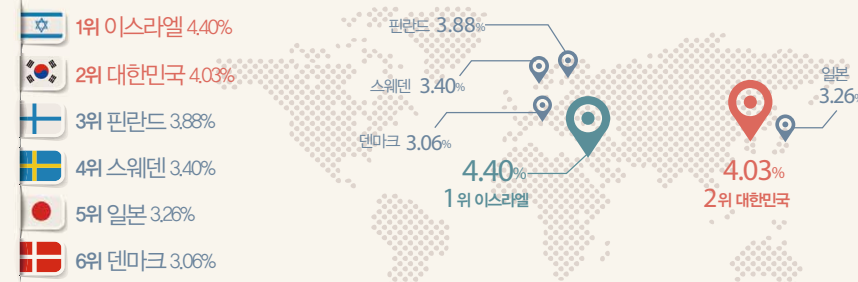 1위 이스라엘 4.40%
2위 대한민국 4.03%
3위 핀란드 3.88%
4위 스웨덴 3.40%
5위 일본 3.26%
6위 덴마크 3.06%
핀란드 3.88%
스웨덴 3.40%
덴마크 3.06%
4.40%
1위 이스라엘
4.03%
2위 대한민국
일본
3.26%